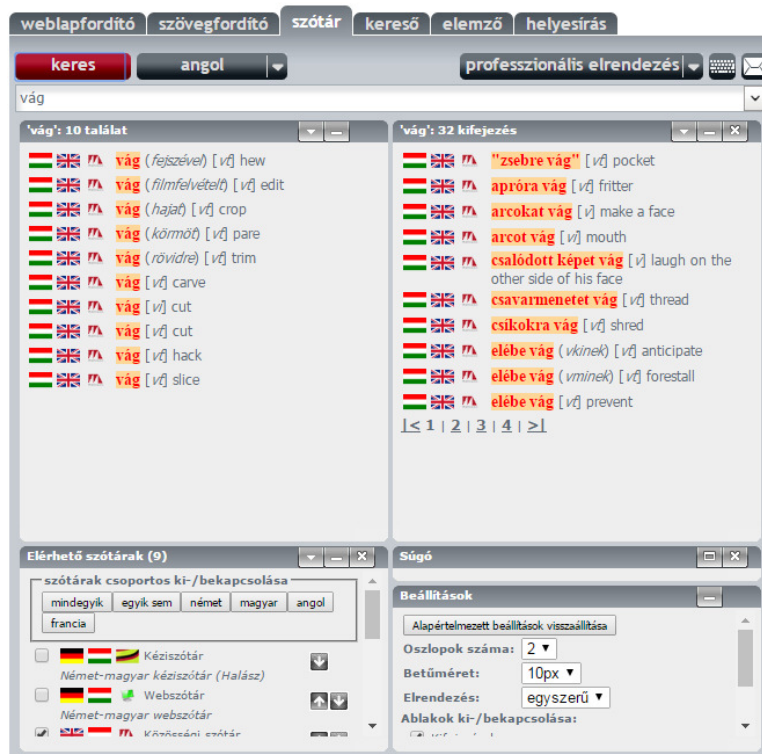 weblapfordító szövegfordító szótár kereső elemző helyesírás
keres angol professzionális elrendezés
vág
'vág': 10 találat
vág (fejszével) [vt] hew
vág (filmfelvételt) [vt] edit
vág (hajat) [vt] crop
vág (körmöt) [vt] pare
vág (rövidre) [vt] trim
vág [vt] carve
vág [vi] cut
vág [vt] cut
vág [vt] hack
vág [vt] slice
'vág': 32 kifejezés
"zsebre vág" [vt] pocket
apróra vág [vt] fritter
arcokat vág [v] make a face
arcot vág [vi] mouth
csalódott képet vág [v] laugh on the
other side of his face
csavarmenetet vág [vt] thread
csíkokra vág [vt] shred
elébe vág (vkinek) [vt] anticipate
elébe vág (vminek) [vt] forestall
elébe vág [vt] prevent
|< 1 | 2 | 3 | 4 | >|
Elérhető szótárak (9)
szótárak csoportos ki-/bekapcsolása
mindegyik egyik sem német magyar angol
francia
Kéziszótár
Német-magyar kéziszótár (Halász)
Webszótár
Német-magyar webszótár
Közösségi szótár
Súgó
Beállítások
Alapértelmezett beállítások visszaállítása
Oszlopok száma: 2
Betűméret: 10px
Elrendezés: egyszerű
Ablakok ki-/bekapcsolása: